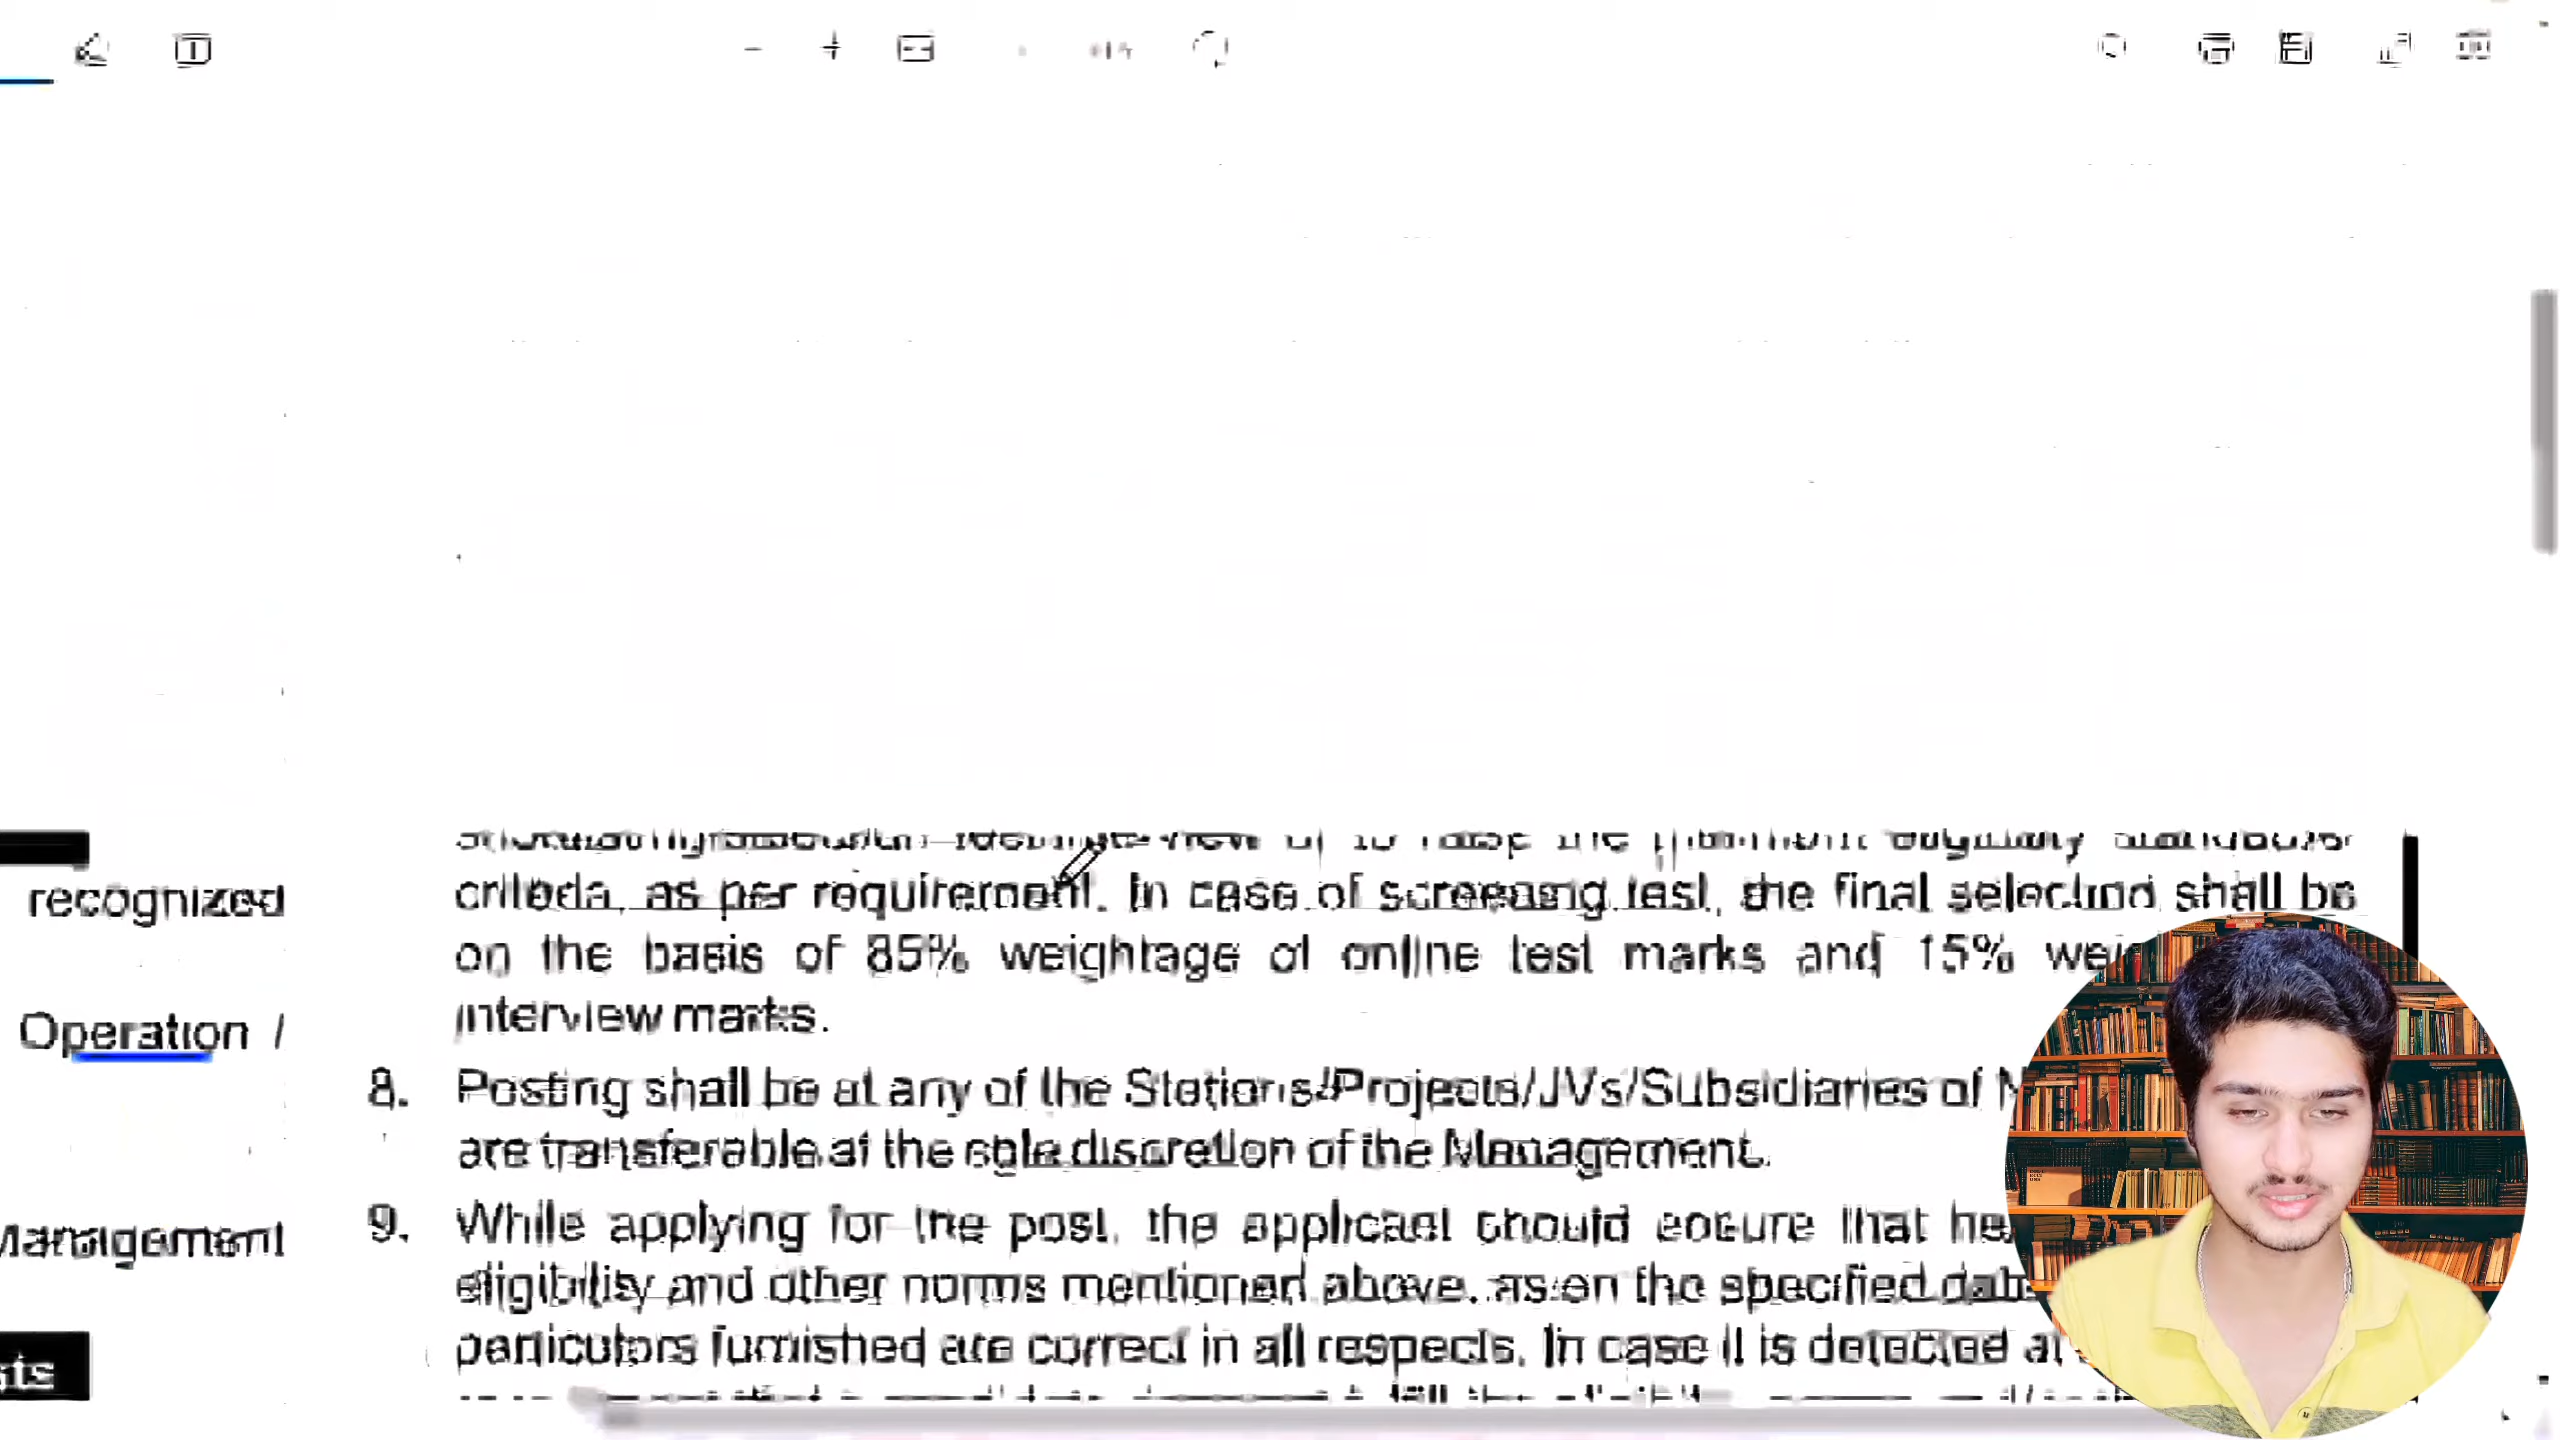 recognized
Operation /
Management
criteria, as per requirement. In case of screening test, the final selection shall be
on the basis of 85% weightage of online test marks and 15%
interview marks.
8. Posting shall be at any of the Stations/Projects/JVs/Subsidiaries of
are transferable at the sole discretion of the Management.
9. While applying for the post, the applicant should ensure that he
eligibility and other norms mentioned above, as on the specified
particulars furnished are correct in all respects. In case it is detected at